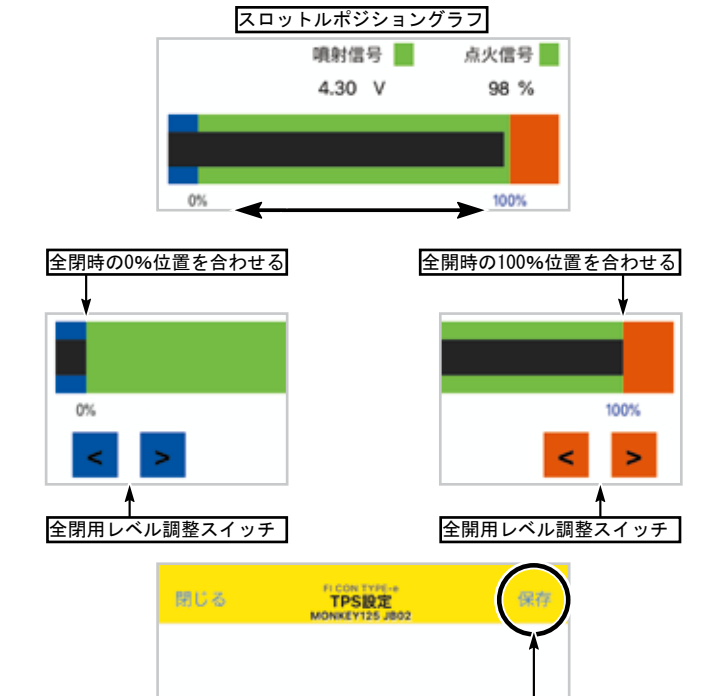 スロットルポジショングラフ
噴射信号 点火信号
4.30 V 98 %
0% 100%
全閉時の0%位置を合わせる 全開時の100%位置を合わせる
0% 100%
< > < >
全閉用レベル調整スイッチ 全開用レベル調整スイッチ
FI CON TYPE-e
閉じる TPS設定 保存
MONKEY125 JB02